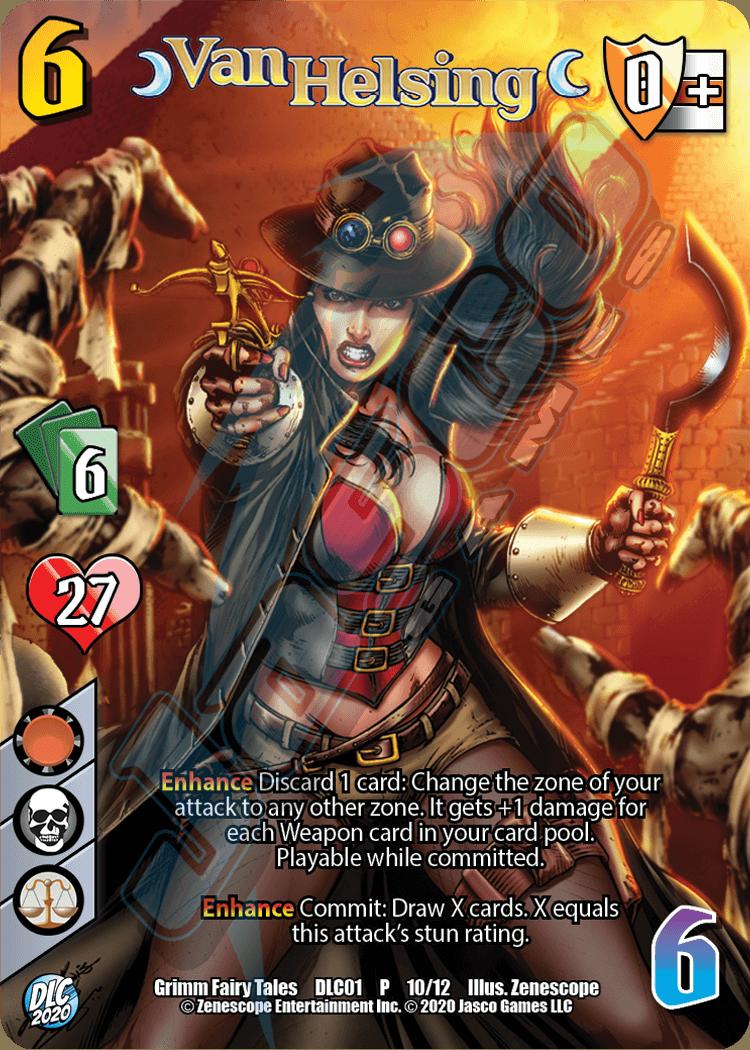 6
Van Helsing
0 +
6
27
Enhance Discard 1 card: Change the zone of your
attack to any other zone. It gets +1 damage for
each Weapon card in your card pool.
Playable while committed.
Enhance Commit: Draw X cards. X equals
this attack's stun rating.
6
DLC
2020
Grimm Fairy Tales DLC01 P 10/12 Illus. Zenescope
© Zenescope Entertainment Inc. © 2020 Jasco Games LLC